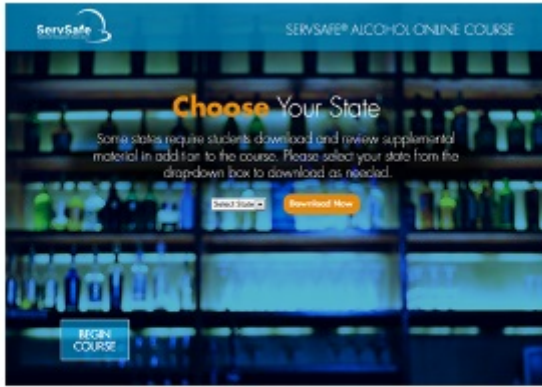 ServSafe
SERVSAFE® ALCOHOL ONLINE COURSE
Choose Your State
Some states require students download and review supplemental
material in addition to the course. Please select your state from the
drop-down box to download as needed.
Select State
Download Now
BEGIN
COURSE